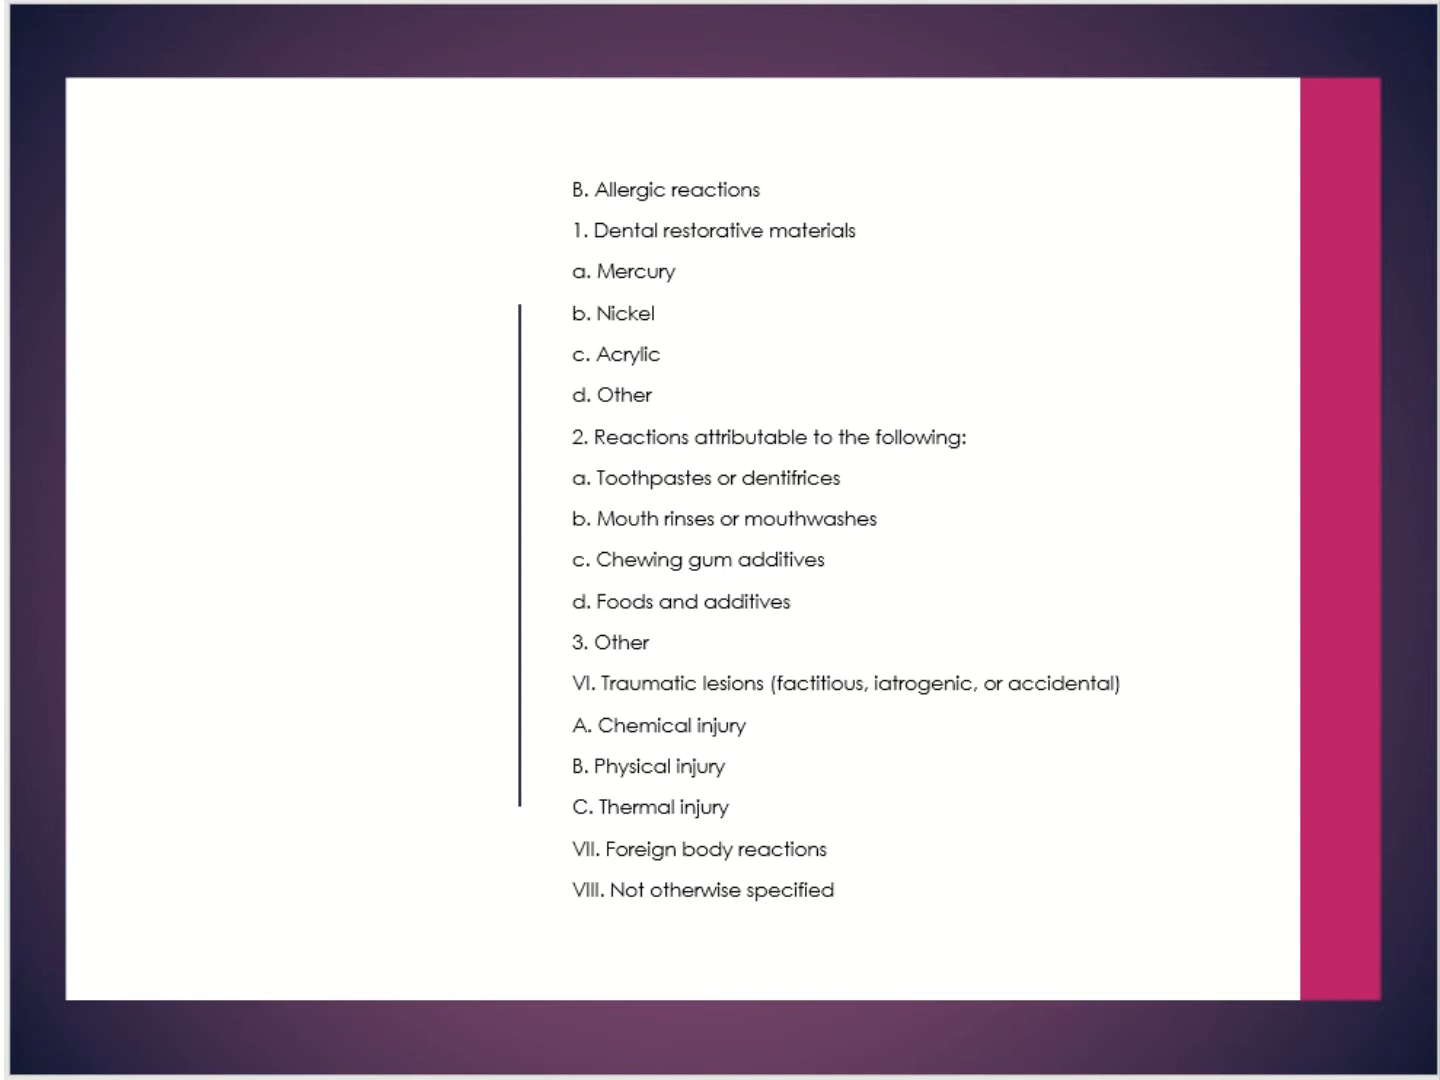 B. Allergic reactions
1. Dental restorative materials
a. Mercury
b. Nickel
c. Acrylic
d. Other
2. Reactions attributable to the following:
a. Toothpastes or dentifrices
b. Mouth rinses or mouthwashes
c. Chewing gum additives
d. Foods and additives
3. Other
VI. Traumatic lesions (factitious, iatrogenic, or accidental)
A. Chemical injury
B. Physical injury
C. Thermal injury
VII. Foreign body reactions
VIII. Not otherwise specified